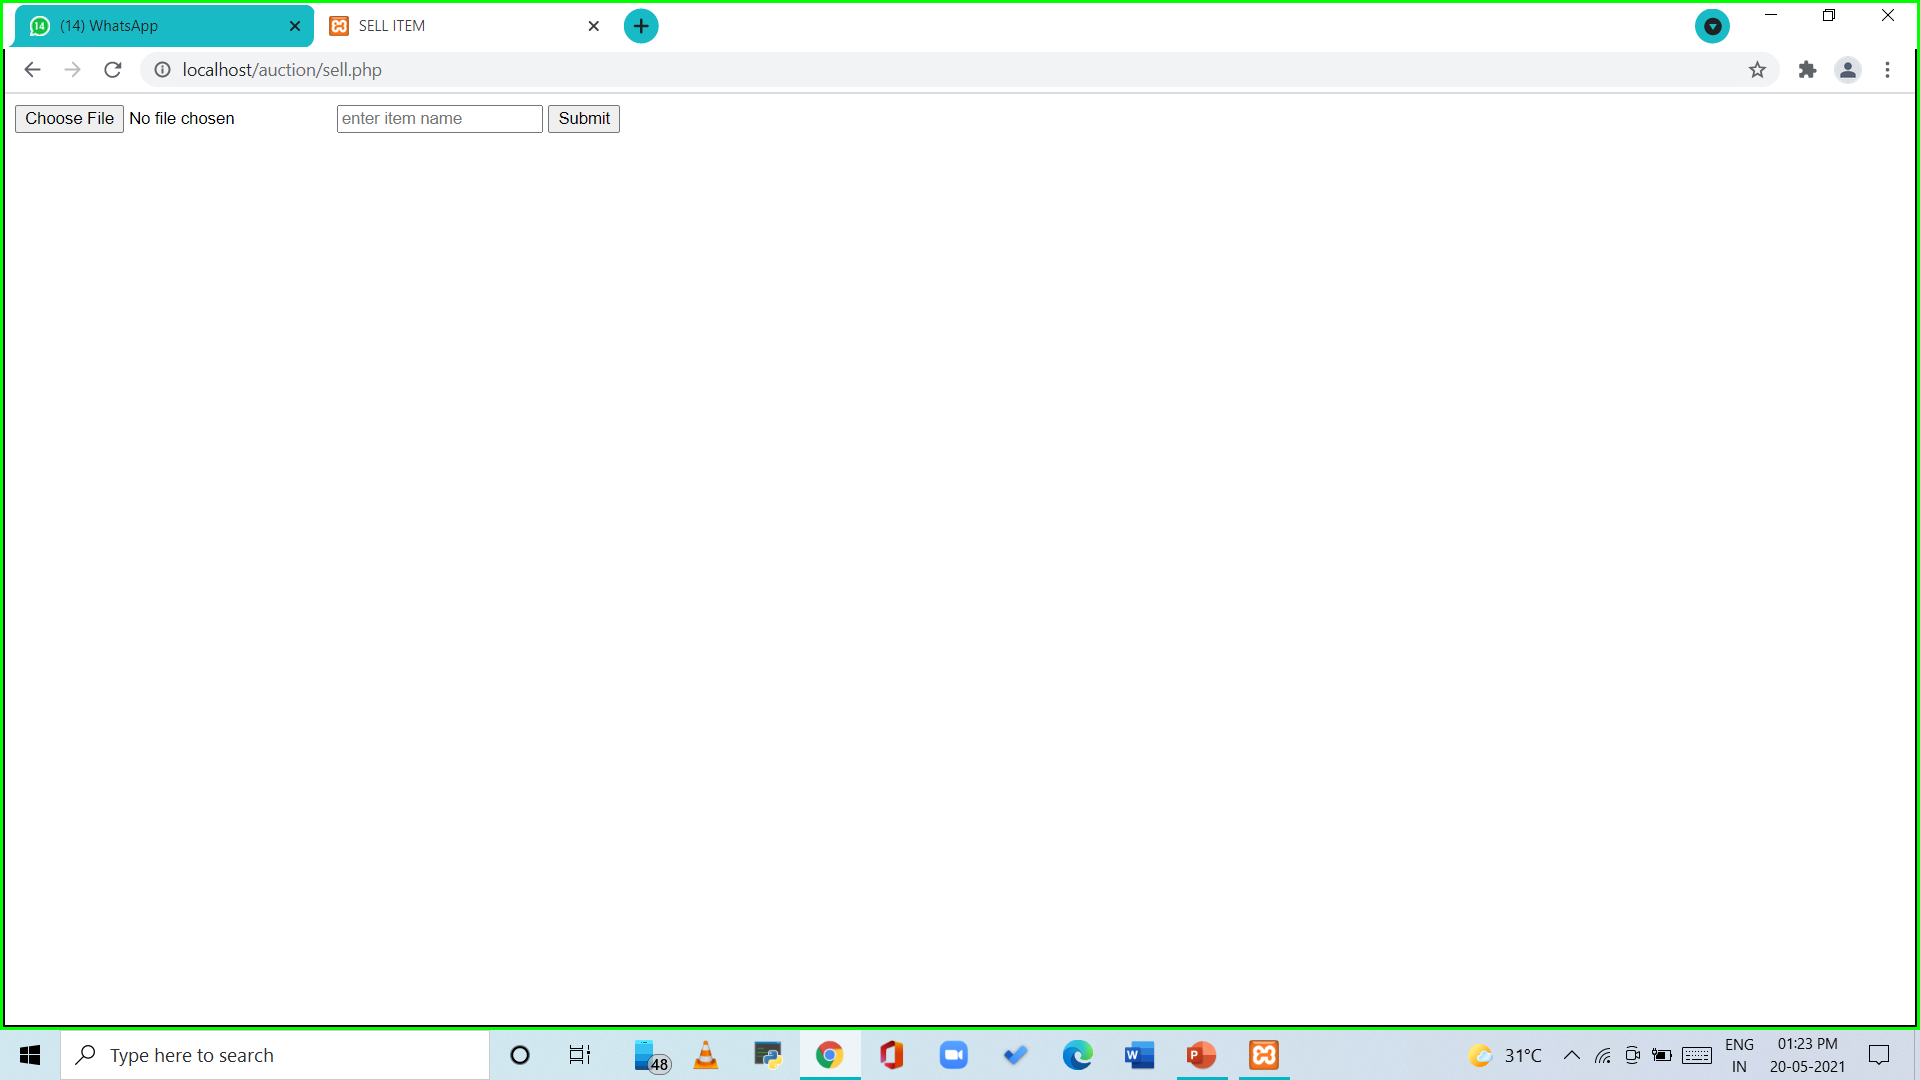 14 (14) WhatsApp SELL ITEM
localhost/auction/sell.php
Choose File No file chosen enter item name Submit
Type here to search 48 W P 31°C ENG IN 01:23 PM 20-05-2021